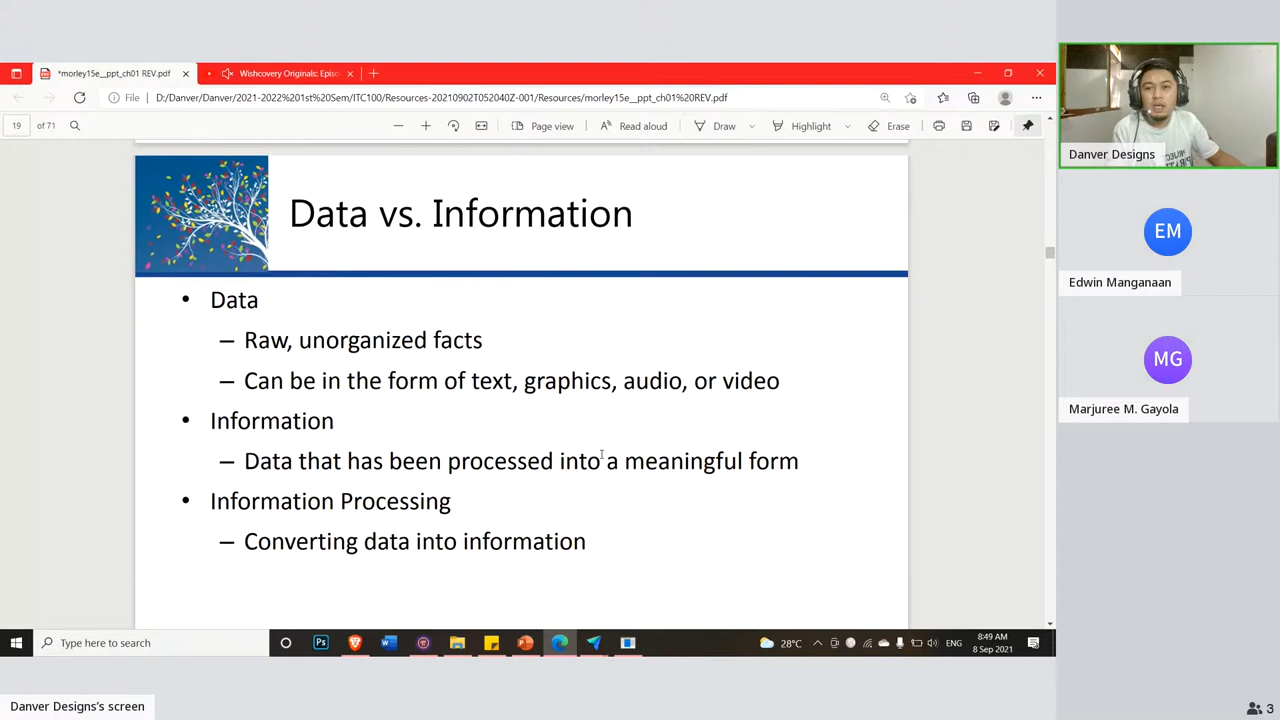 *morley15e__ppt_ch01 REV.pdf
Wishcovery Originals: Epis
File
D:/Danver/Danver/2021-2022%201st%20Sem/ITC100/Resources-20210902T052040Z-001/Resources/morley15e__ppt_ch01%20REV.pdf
19 of 71
Page view
Read aloud
Draw
Highlight
Erase
Data vs. Information
• Data
– Raw, unorganized facts
– Can be in the form of text, graphics, audio, or video
• Information
– Data that has been processed into a meaningful form
• Information Processing
– Converting data into information
Type here to search
Ps
28°C
ENG
8:49 AM
8 Sep 2021
Danver Designs's screen
Danver Designs
EM
Edwin Manganaan
MG
Marjuree M. Gayola
3